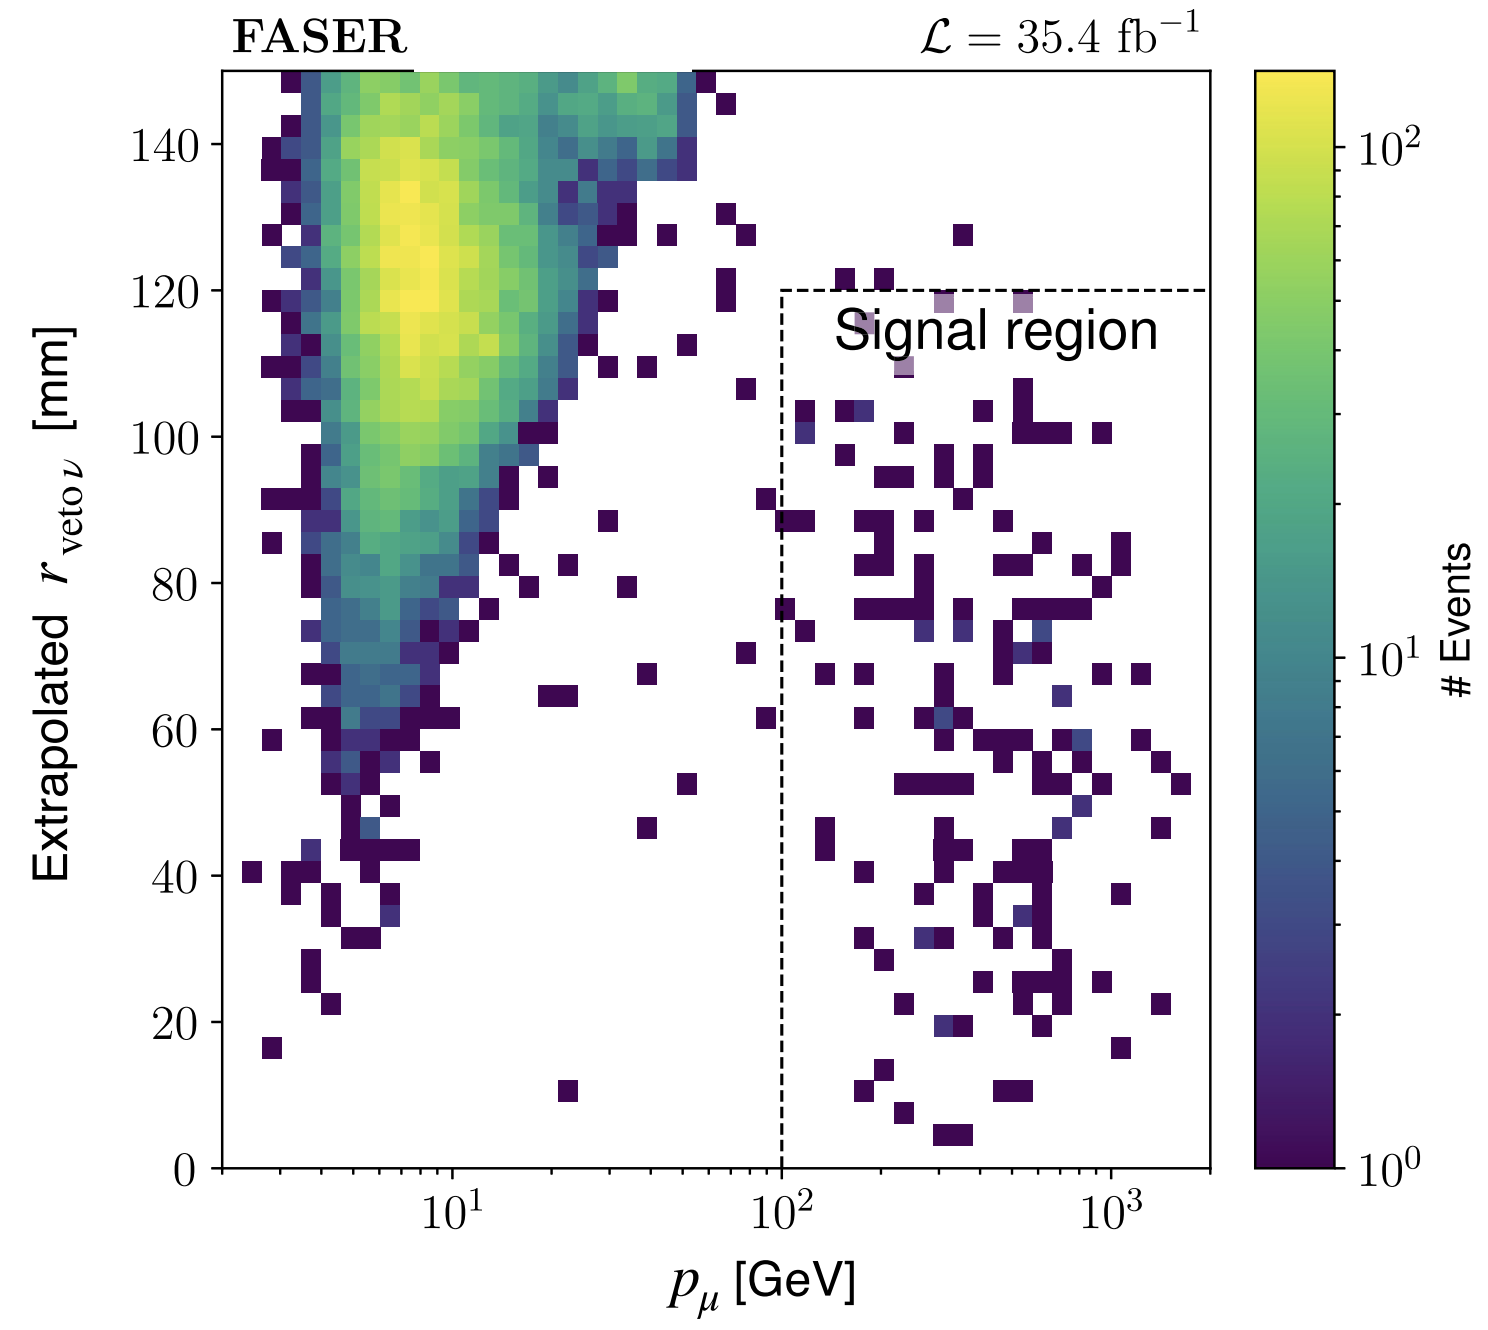 FASER
ℒ = 35.4 fb⁻¹
Extrapolated r_veto ν [mm]
140
120
100
80
60
40
20
0
Signal region
10¹
10²
10³
p_μ [GeV]
10²
10¹
10⁰
# Events